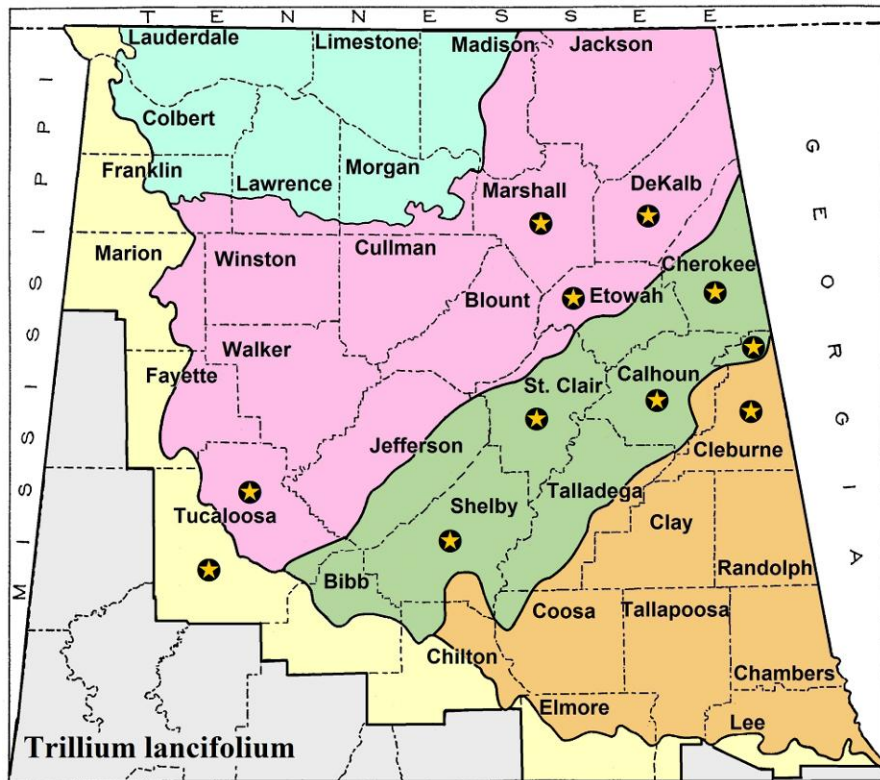 TENNESSEE
Lauderdale
Limestone
Madison
Jackson
Colbert
Franklin
Lawrence
Morgan
Marshall
DeKalb
Marion
Winston
Cullman
Cherokee
Blount
Etowah
Walker
Fayette
St. Clair
Calhoun
Jefferson
Cleburne
Tucaloosa
Shelby
Talladega
Clay
Bibb
Randolph
Coosa
Tallapoosa
Chilton
Chambers
Elmore
Lee
MISSISSIPPI
GEORGIA
Trillium lancifolium